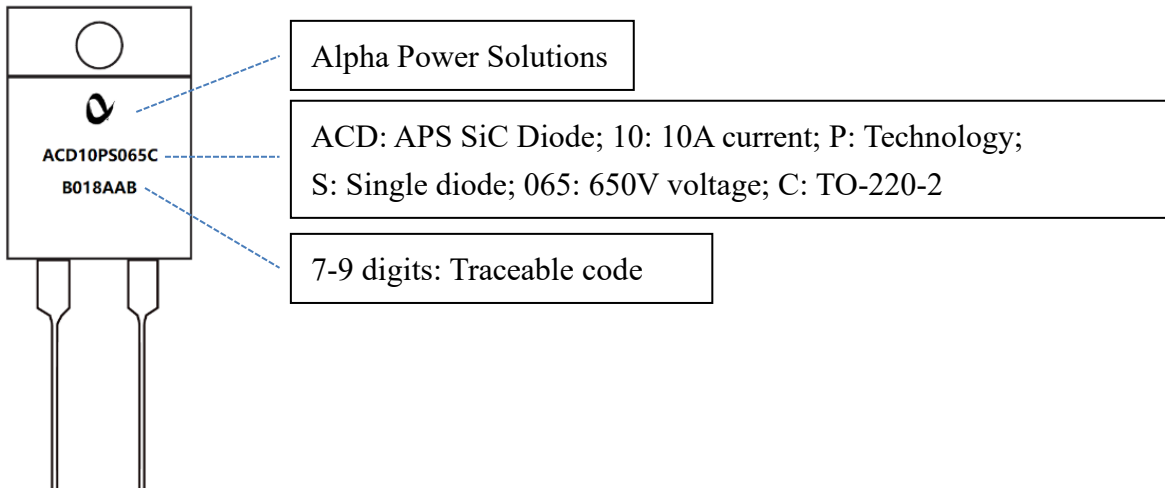 Alpha Power Solutions
ACD10PS065C
B018AAB
ACD: APS SiC Diode; 10: 10A current; P: Technology;
S: Single diode; 065: 650V voltage; C: TO-220-2
7-9 digits: Traceable code